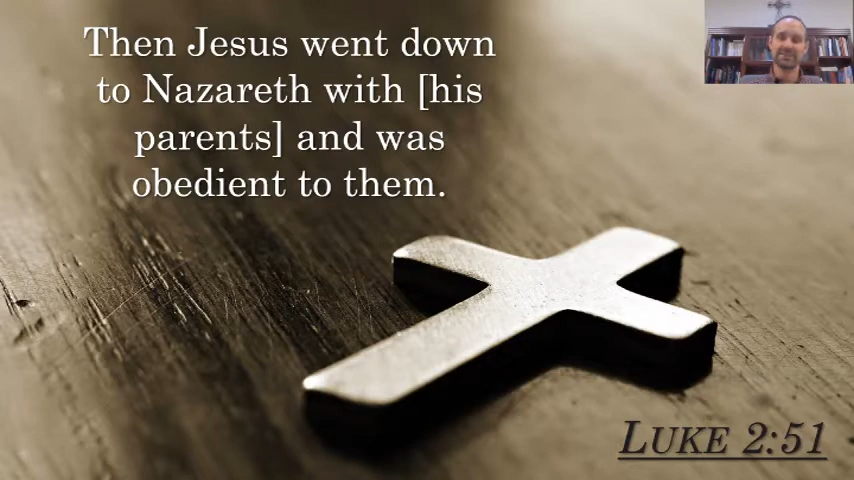 Then Jesus went down
to Nazareth with [his
parents] and was
obedient to them.
Luke 2:51